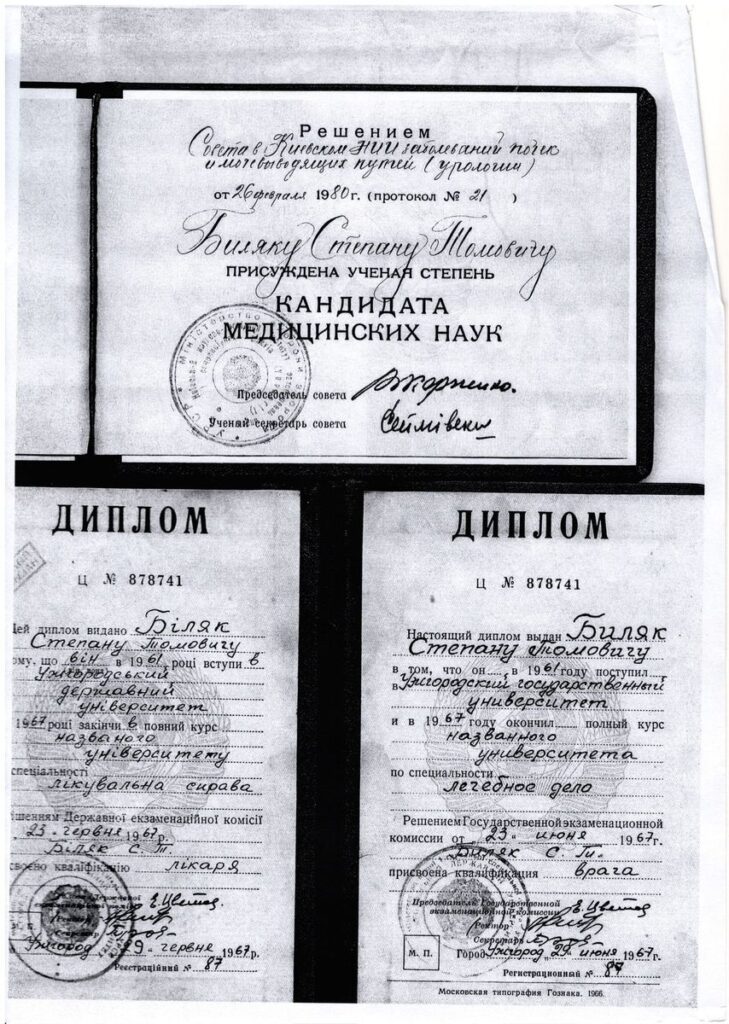 Решением
Совета в Киевском НИИ заболеваний почек
и мочевыводящих путей (урологии)
от 26 февраля 1980 г. (протокол № 21 )
Биляку Степану Томовичу
ПРИСУЖДЕНА УЧЕНАЯ СТЕПЕНЬ
КАНДИДАТА
МЕДИЦИНСКИХ НАУК
Председатель совета
Ученый секретарь совета
ДИПЛОМ
Ц № 878741
Цей диплом видано Біляк
Степану Томовичу
тому, що він в 1961 році вступив в
Ужгородський
державний
університет
1967 році закінчив повний курс
названого
університету
спеціальності
лікувальна справа
рішенням Державної екзаменаційної комісії
23 червня 1967 р.
Біляк С. Т.
присвоєно кваліфікацію лікаря
Державної
Ректор
Секретар
Ужгород 29 червня 1967 р.
Реєстраційний № 87
ДИПЛОМ
Ц № 878741
Настоящий диплом выдан Биляк
Степану Томовичу
в том, что он в 1961 году поступил
в Ужгородский государственный
университет
и в 1967 году окончил полный курс
названного
университета
по специальности
лечебное дело
Решением Государственной экзаменационной
комиссии от „23" июня 1967 г.
Биляк С. Т.
присвоена квалификация врача
Председатель Государственной
экзаменационной комиссии
Ректор
Секретарь
М. П.
Город Ужгород „29" июня 1967 г.
Регистрационный № 87
Московская типография Гознака. 1966.